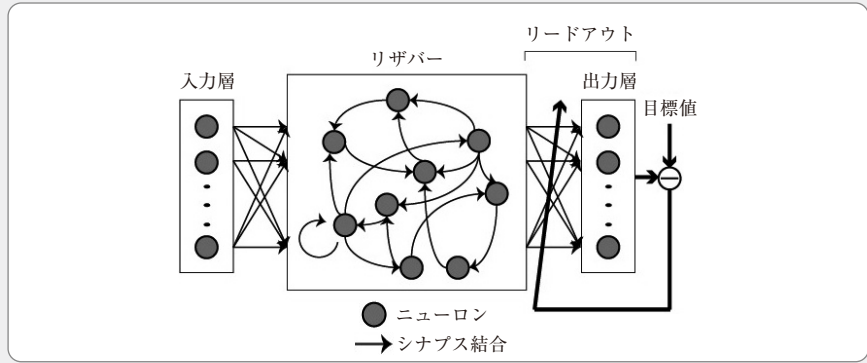 リードアウト
リザバー
入力層
出力層
目標値
ニューロン
シナプス結合